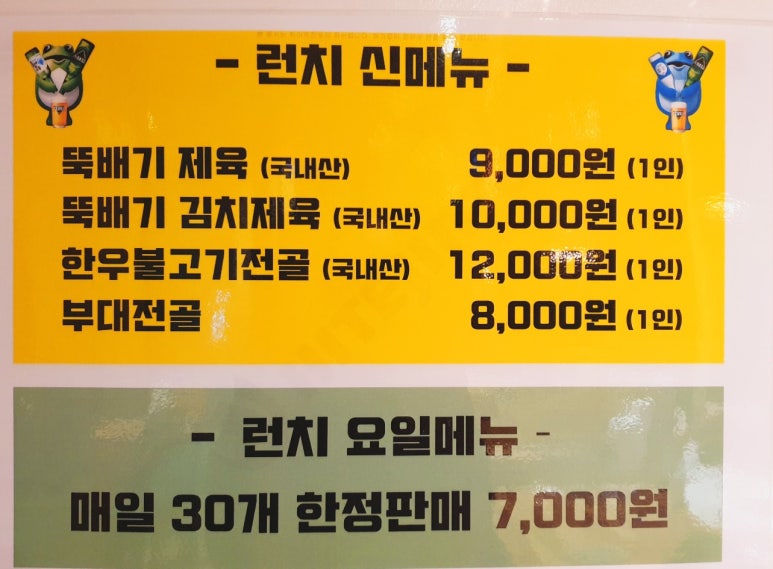 - 런치 신메뉴 -
뚝배기 제육 (국내산) 9,000원 (1인)
뚝배기 김치제육 (국내산) 10,000원 (1인)
한우불고기전골 (국내산) 12,000원 (1인)
부대전골 8,000원 (1인)
- 런치 요일메뉴 -
매일 30개 한정판매 7,000원